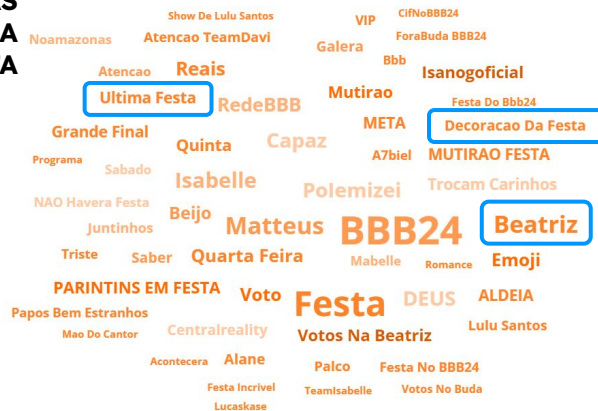 AS
A
TA
Show De Lulu Santos
VIP
CifNoBBB24
Noamazonas
Atencao TeamDavi
Galera
ForaBuda BBB24
Bbb
Atencao
Reais
Isanogoficial
Ultima Festa
RedeBBB
Mutirao
Festa Do Bbb24
Grande Final
META
Decoracao Da Festa
Quinta
Capaz
Programa
A7biel
MUTIRAO FESTA
Sabado
Isabelle
Polemizei
Trocam Carinhos
NAO Havera Festa
Juntinhos
Beijo
Matteus
BBB24
Beatriz
Triste
Saber
Quarta Feira
Mabelle
Romance
Emoji
PARINTINS EM FESTA
Voto
Festa
DEUS
ALDEIA
Papos Bem Estranhos
Mao Do Cantor
Centralreality
Votos Na Beatriz
Lulu Santos
Acontecera
Alane
Palco
Festa No BBB24
Festa Incrivel
TeamIsabelle
Votos No Buda
Lucaskase